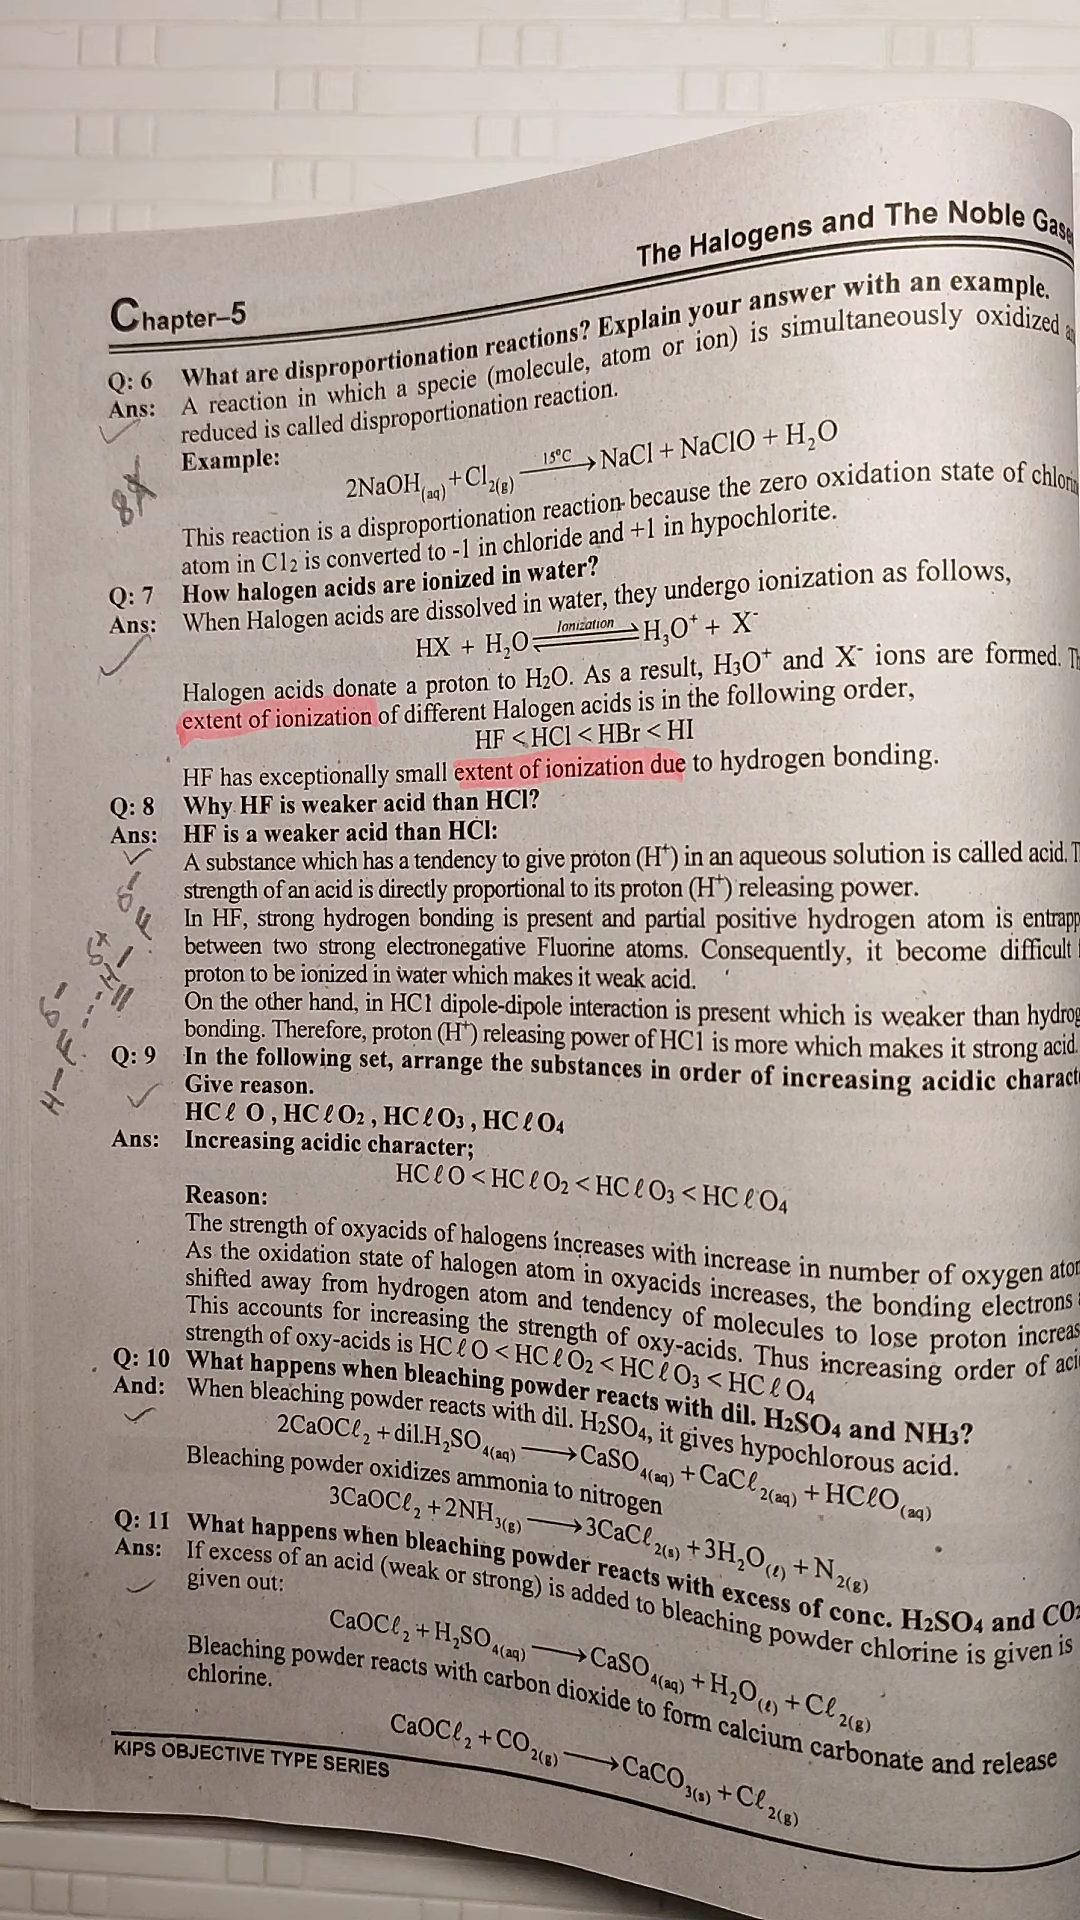 The Halogens and The Noble Gase
Chapter–5
Q: 6 What are disproportionation reactions? Explain your answer with an example.
Ans: A reaction in which a specie (molecule, atom or ion) is simultaneously oxidized an
reduced is called disproportionation reaction.
Example:
2NaOH(aq) + Cl2(g) —15°C→ NaCl + NaClO + H2O
This reaction is a disproportionation reaction because the zero oxidation state of chlorin
atom in Cl2 is converted to -1 in chloride and +1 in hypochlorite.
Q: 7 How halogen acids are ionized in water?
Ans: When Halogen acids are dissolved in water, they undergo ionization as follows,
HX + H2O ⇌Ionization H3O+ + X-
Halogen acids donate a proton to H2O. As a result, H3O+ and X- ions are formed. Th
extent of ionization of different Halogen acids is in the following order,
HF < HCl < HBr < HI
HF has exceptionally small extent of ionization due to hydrogen bonding.
Q: 8 Why HF is weaker acid than HCl?
Ans: HF is a weaker acid than HCl:
A substance which has a tendency to give proton (H+) in an aqueous solution is called acid. T
strength of an acid is directly proportional to its proton (H+) releasing power.
In HF, strong hydrogen bonding is present and partial positive hydrogen atom is entrapp
between two strong electronegative Fluorine atoms. Consequently, it become difficult
proton to be ionized in water which makes it weak acid.
On the other hand, in HCl dipole-dipole interaction is present which is weaker than hydrog
bonding. Therefore, proton (H+) releasing power of HCl is more which makes it strong acid.
Q: 9 In the following set, arrange the substances in order of increasing acidic charact
Give reason.
HCℓO , HCℓO2 , HCℓO3 , HCℓO4
Ans: Increasing acidic character;
HCℓO < HCℓO2 < HCℓO3 < HCℓO4
Reason:
The strength of oxyacids of halogens increases with increase in number of oxygen ator
As the oxidation state of halogen atom in oxyacids increases, the bonding electrons
shifted away from hydrogen atom and tendency of molecules to lose proton increas
This accounts for increasing the strength of oxy-acids. Thus increasing order of aci
strength of oxy-acids is HCℓO < HCℓO2 < HCℓO3 < HCℓO4
Q: 10 What happens when bleaching powder reacts with dil. H2SO4 and NH3?
And: When bleaching powder reacts with dil. H2SO4, it gives hypochlorous acid.
2CaOCℓ2 + dil.H2SO4(aq) → CaSO4(aq) + CaCℓ2(aq) + HCℓO(aq)
Bleaching powder oxidizes ammonia to nitrogen
3CaOCℓ2 + 2NH3(g) → 3CaCℓ2(s) + 3H2O(ℓ) + N2(g)
Q: 11 What happens when bleaching powder reacts with excess of conc. H2SO4 and CO2
Ans: If excess of an acid (weak or strong) is added to bleaching powder chlorine is given is
given out:
CaOCℓ2 + H2SO4(aq) → CaSO4(aq) + H2O(ℓ) + Cℓ2(g)
Bleaching powder reacts with carbon dioxide to form calcium carbonate and release
chlorine.
CaOCℓ2 + CO2(g) → CaCO3(s) + Cℓ2(g)
KIPS OBJECTIVE TYPE SERIES